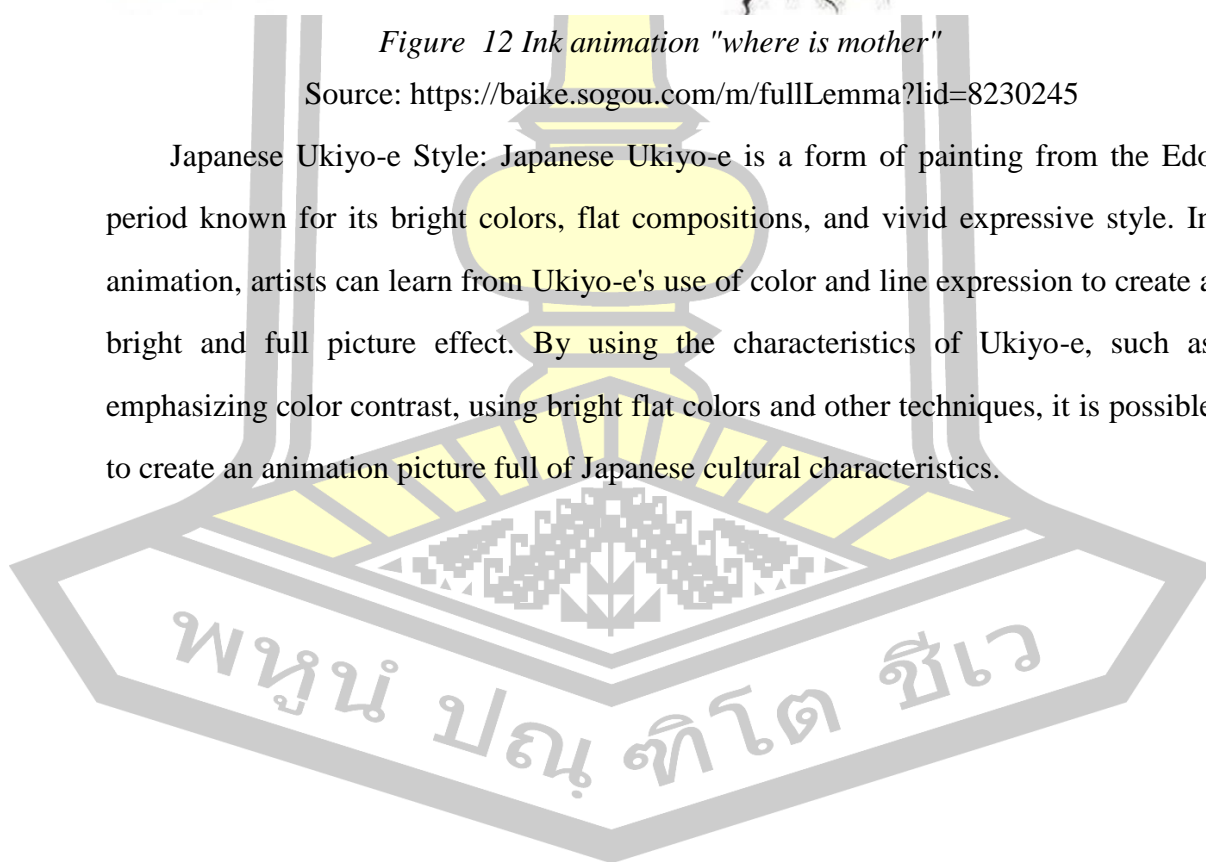 Figure 12 Ink animation "where is mother"
Source: https://baike.sogou.com/m/fullLemma?lid=8230245
Japanese Ukiyo-e Style: Japanese Ukiyo-e is a form of painting from the Edo
period known for its bright colors, flat compositions, and vivid expressive style. In
animation, artists can learn from Ukiyo-e's use of color and line expression to create a
bright and full picture effect. By using the characteristics of Ukiyo-e, such as
emphasizing color contrast, using bright flat colors and other techniques, it is possible
to create an animation picture full of Japanese cultural characteristics.
พหูนํ ปณฺฑิโต ชีเว